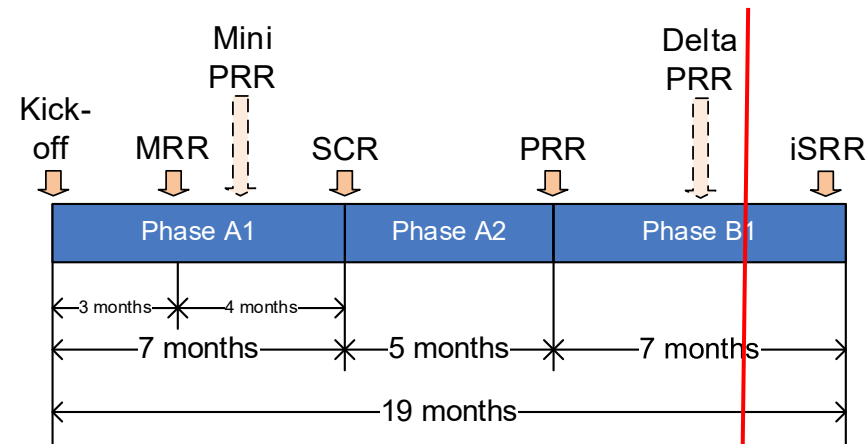 Mini
PRR
Delta
PRR
Kick-
off
MRR
SCR
PRR
iSRR
Phase A1
Phase A2
Phase B1
3 months
4 months
7 months
5 months
7 months
19 months